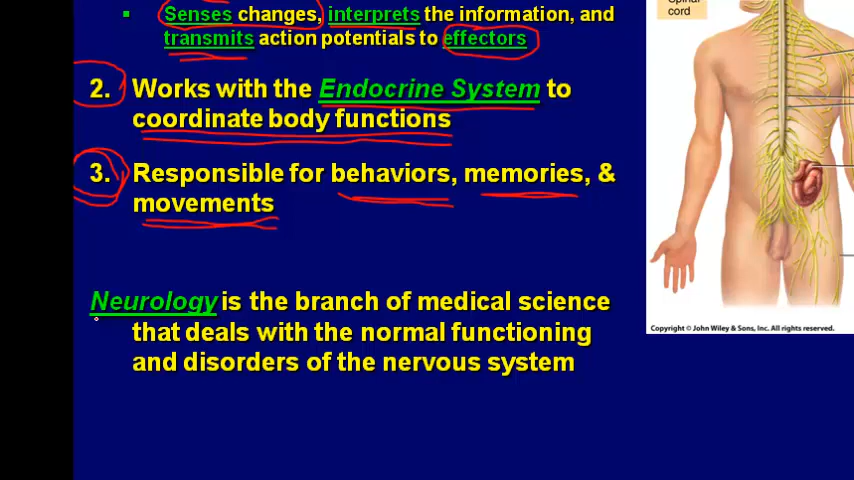 Senses changes, interprets the information, and
transmits action potentials to effectors
2. Works with the Endocrine System to
coordinate body functions
3. Responsible for behaviors, memories, &
movements
Neurology is the branch of medical science
that deals with the normal functioning
and disorders of the nervous system
Spinal
cord
Copyright © John Wiley & Sons, Inc. All rights reserved.